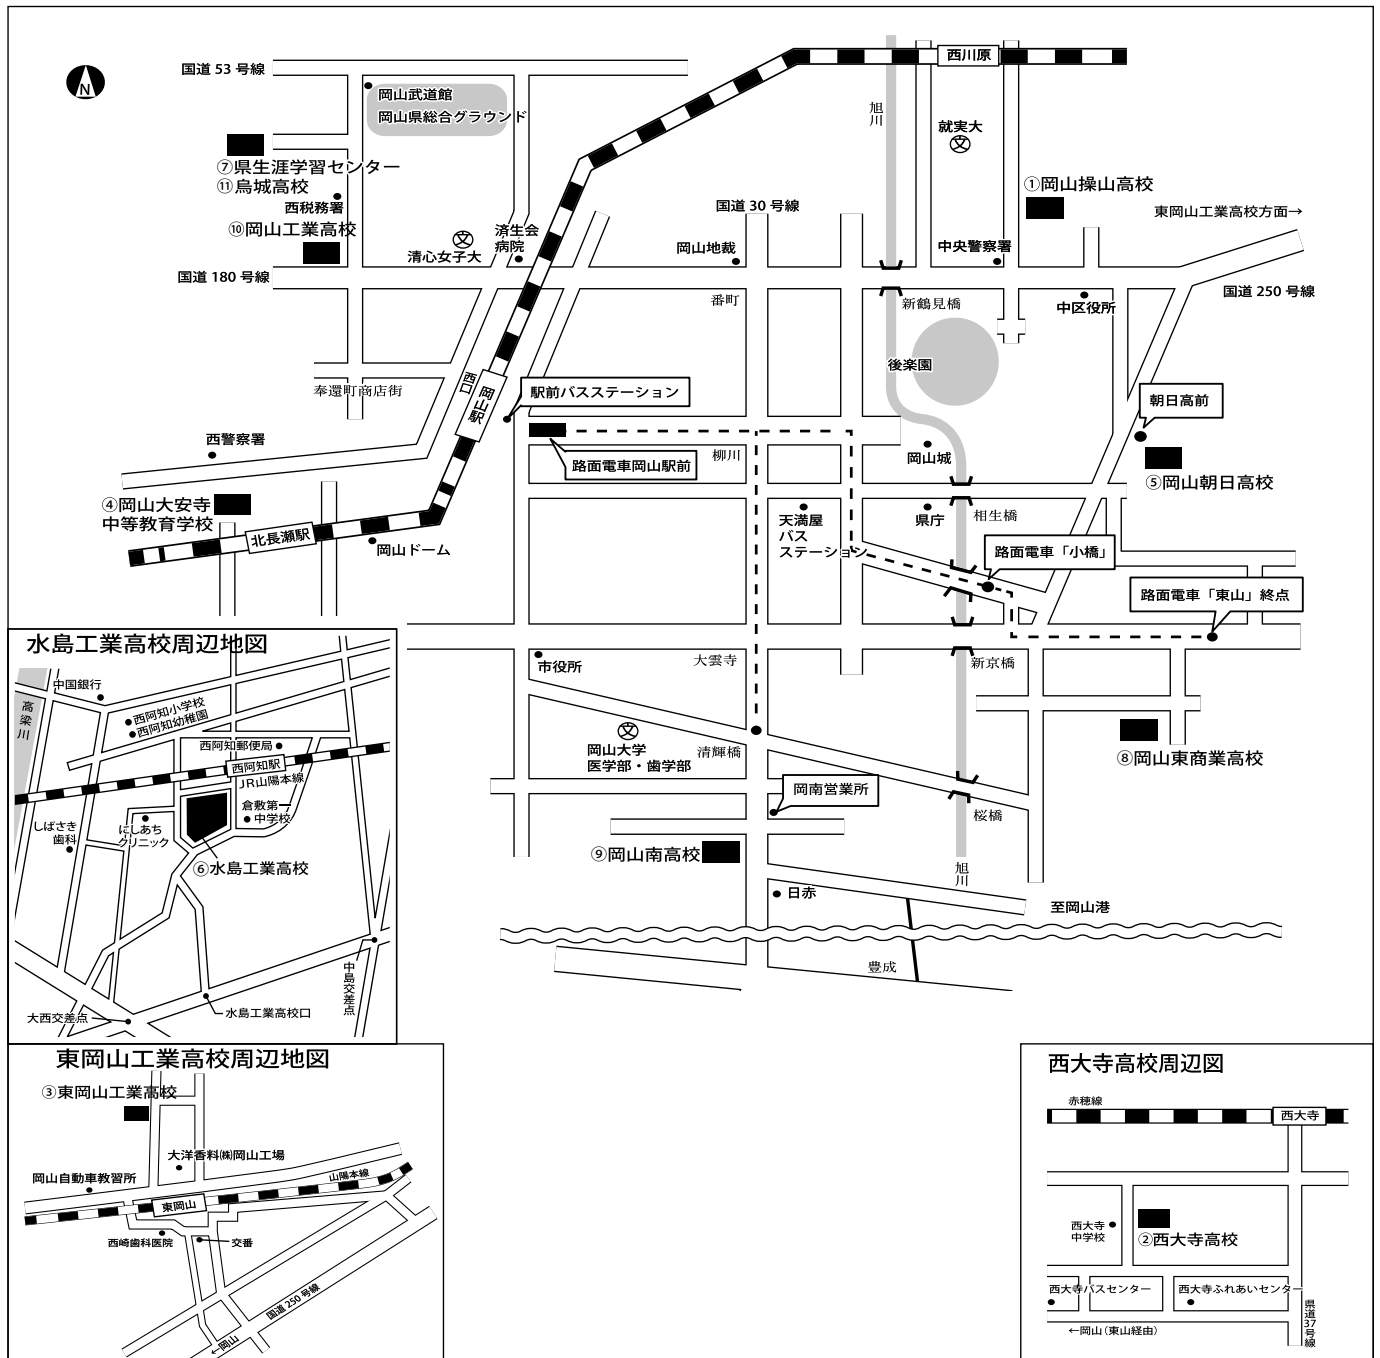 西川原
国道 53 号線
N
岡山武道館
岡山県総合グラウンド
旭川
就実大
文
⑦県生涯学習センター
⑪烏城高校
西税務署
⑩岡山工業高校
①岡山操山高校
東岡山工業高校方面→
国道 30 号線
済生会
病院
文
清心女子大
岡山地裁
中央警察署
国道 180 号線
国道 250 号線
番町
新鶴見橋
中区役所
後楽園
奉還町商店街
西口
岡山駅
駅前バスステーション
朝日高前
西警察署
柳川
岡山城
路面電車岡山駅前
⑤岡山朝日高校
④岡山大安寺
中等教育学校
北長瀬駅
岡山ドーム
天満屋
バス
ステーション
県庁
相生橋
路面電車「小橋」
路面電車「東山」終点
市役所
大雲寺
新京橋
文
岡山大学
医学部・歯学部
清輝橋
⑧岡山東商業高校
岡南営業所
桜橋
⑨岡山南高校
旭川
日赤
至岡山港
豊成
水島工業高校周辺地図
中国銀行
高梁川
西阿知小学校
西阿知幼稚園
西阿知郵便局
西阿知駅
JR山陽本線
倉敷第一
中学校
しばさき
歯科
にしあち
クリニック
⑥水島工業高校
中島交差点
水島工業高校口
大西交差点
東岡山工業高校周辺地図
③東岡山工業高校
大洋香料㈱岡山工場
岡山自動車教習所
山陽本線
東岡山
西崎歯科医院
交番
国道 250 号線
←岡山
西大寺高校周辺図
赤穂線
西大寺
西大寺
中学校
②西大寺高校
西大寺バスセンター
西大寺ふれあいセンター
県道37号線
←岡山（東山経由）